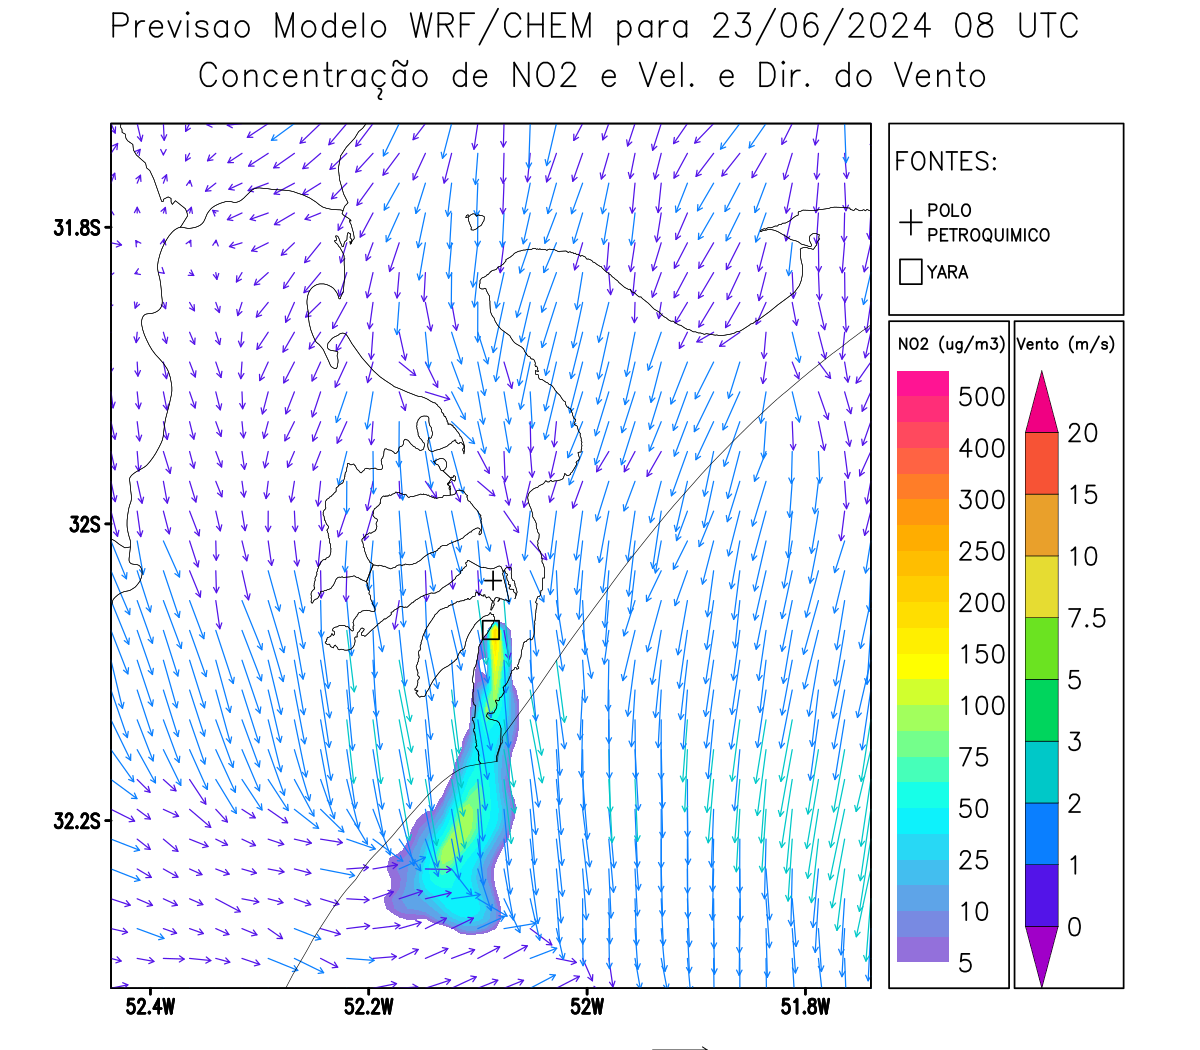 Previsao Modelo WRF/CHEM para 23/06/2024 08 UTC
Concentração de NO2 e Vel. e Dir. do Vento
FONTES:
POLO
PETROQUIMICO
YARA
NO2 (ug/m3)
500
400
300
250
200
150
100
75
50
25
10
5
Vento (m/s)
20
15
10
7.5
5
3
2
1
0
31.8S
32S
32.2S
52.4W 52.2W 52W 51.8W